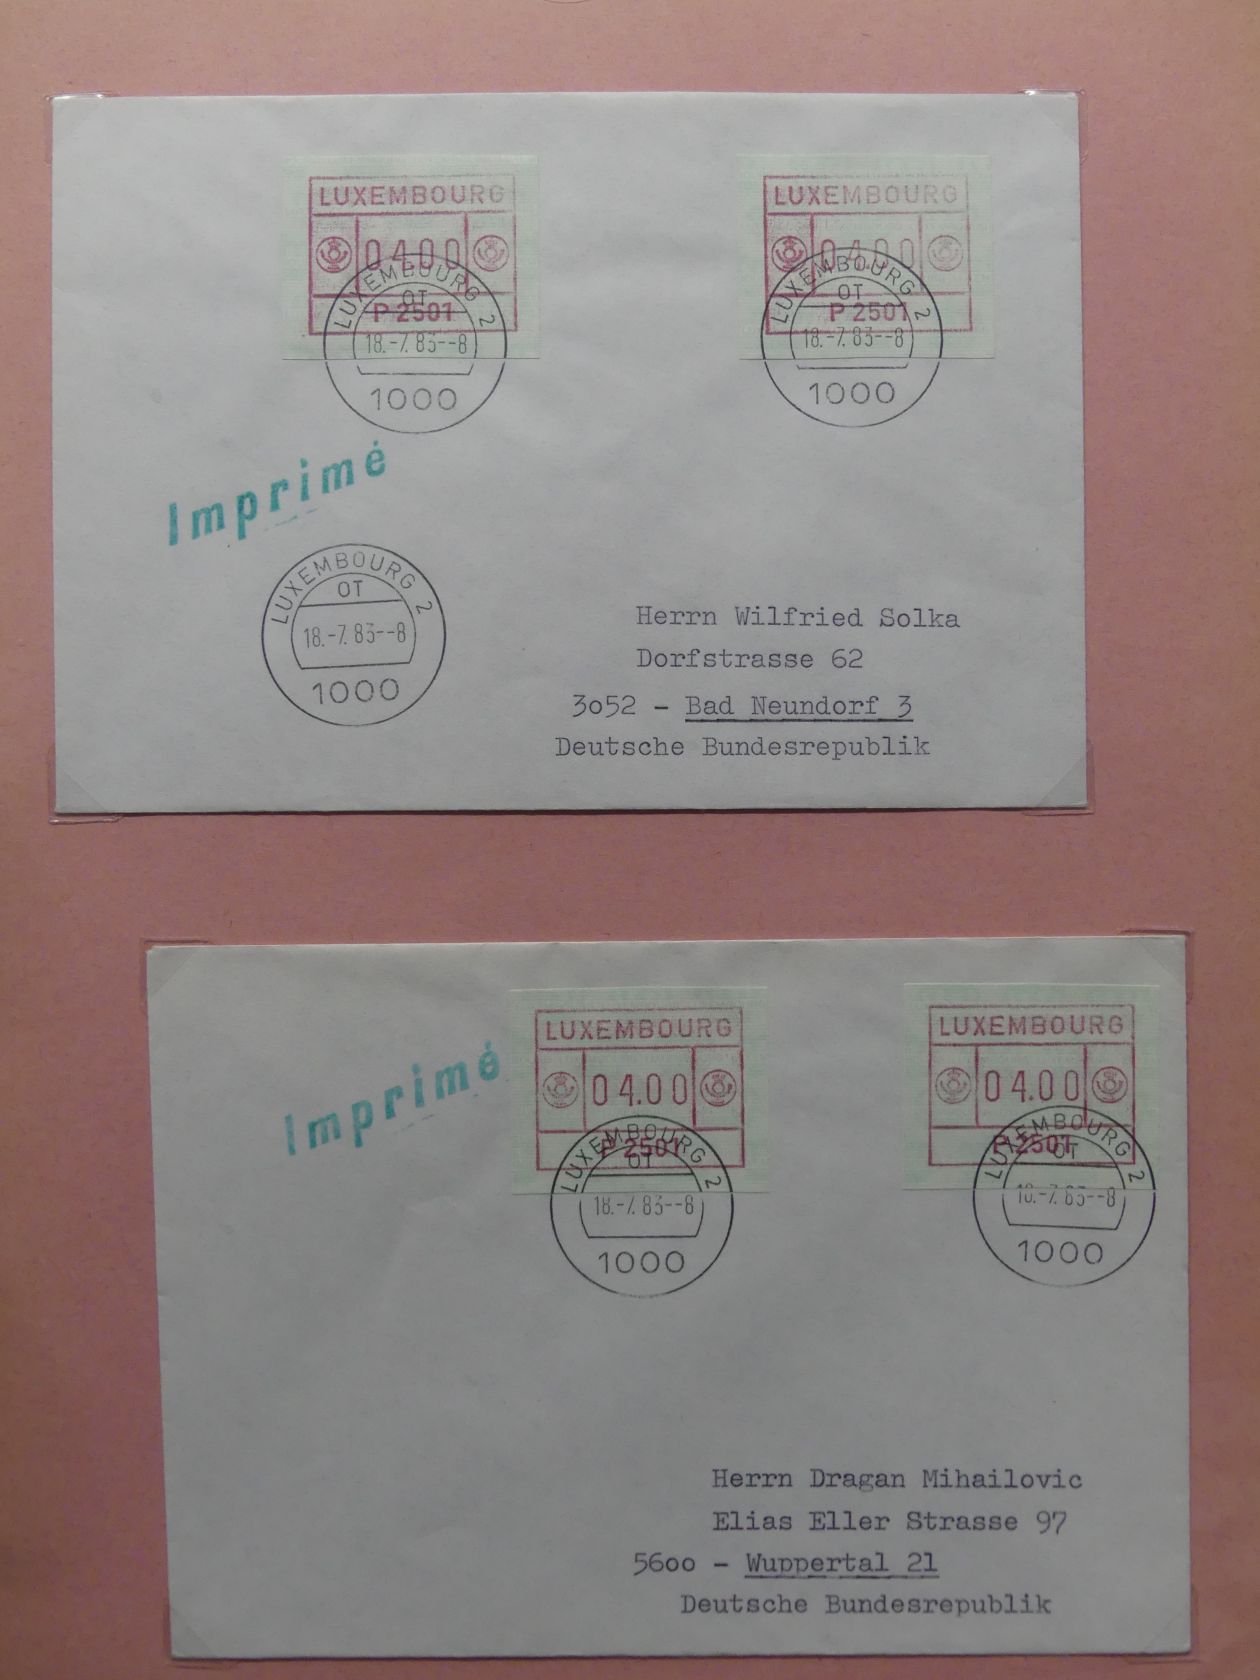 LUXEMBOURG
04.00
P 2501
LUXEMBOURG
04.00
P 2501
LUXEMBOURG 2
OT
18.-7.83--8
1000
LUXEMBOURG 2
OT
18.-7.83--8
1000
Imprimé
LUXEMBOURG 2
OT
18.-7.83--8
1000
Herrn Wilfried Solka
Dorfstrasse 62
3052 - Bad Neundorf 3
Deutsche Bundesrepublik
Imprimé
LUXEMBOURG
04.00
P 2501
LUXEMBOURG
04.00
P 2501
LUXEMBOURG 2
OT
18.-7.83--8
1000
LUXEMBOURG 2
OT
18.-7.83--8
1000
Herrn Dragan Mihailovic
Elias Eller Strasse 97
5600 - Wuppertal 21
Deutsche Bundesrepublik